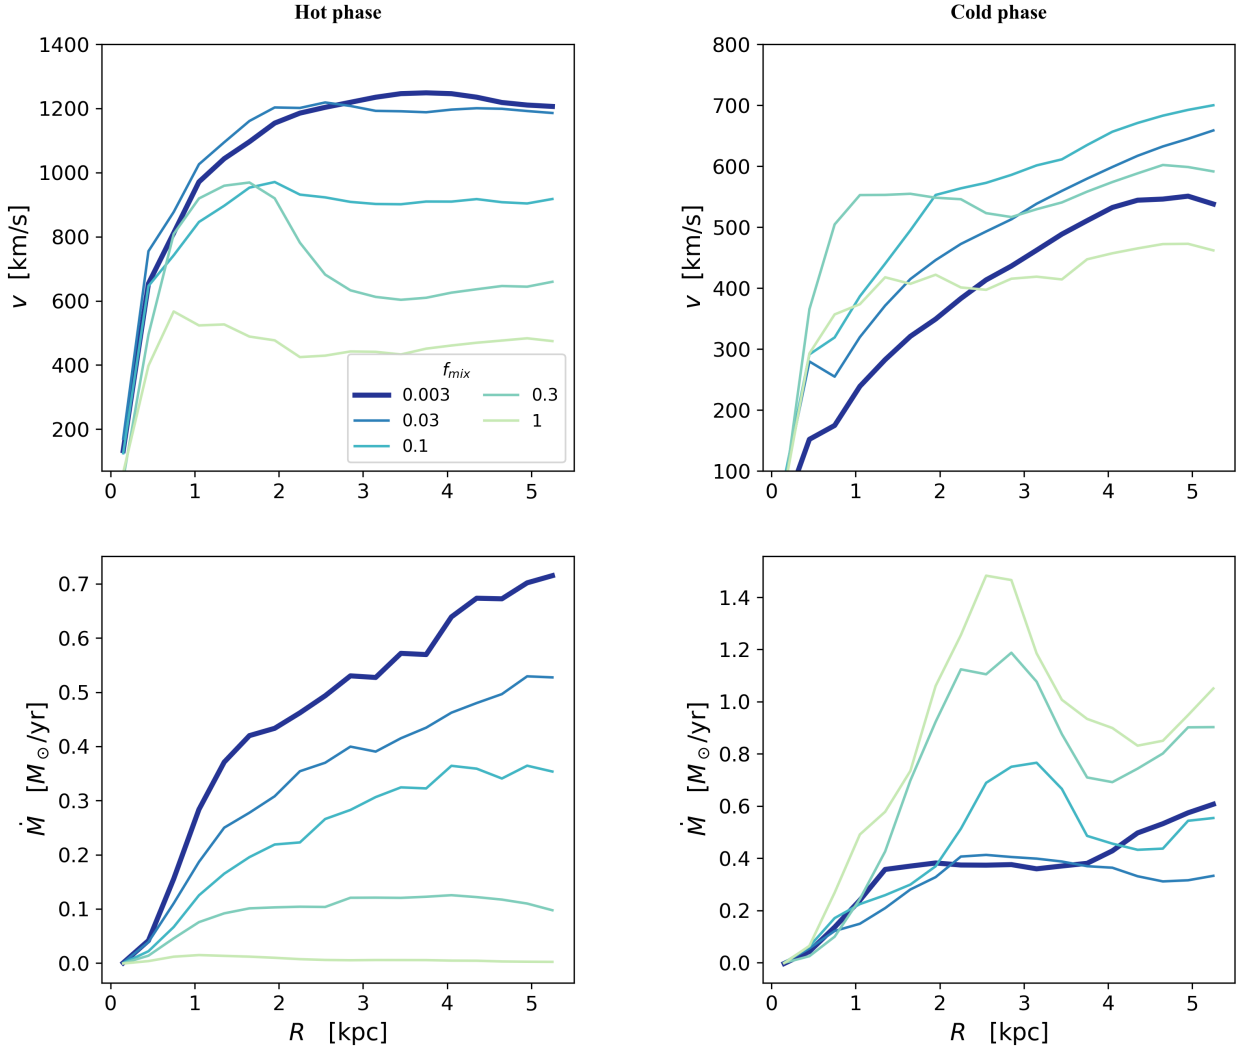 Hot phase
Cold phase
1400
1200
1000
800
600
400
200
v [km/s]
0 1 2 3 4 5
f_mix
0.003 0.3
0.03 1
0.1
800
700
600
500
400
300
200
100
v [km/s]
0 1 2 3 4 5
0.7
0.6
0.5
0.4
0.3
0.2
0.1
0.0
Ṁ [M⊙/yr]
0 1 2 3 4 5
R [kpc]
1.4
1.2
1.0
0.8
0.6
0.4
0.2
0.0
Ṁ [M⊙/yr]
0 1 2 3 4 5
R [kpc]